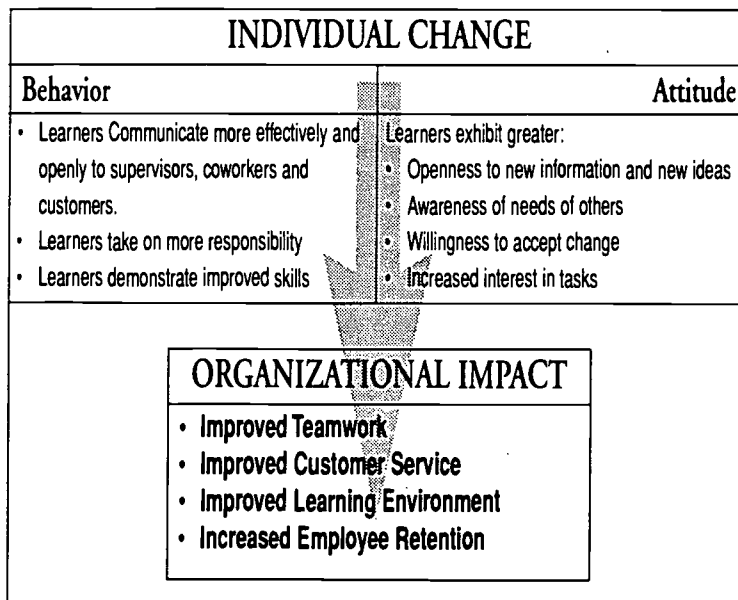 INDIVIDUAL CHANGE
Behavior
• Learners Communicate more effectively and
openly to supervisors, coworkers and
customers.
• Learners take on more responsibility
• Learners demonstrate improved skills
Attitude
Learners exhibit greater:
• Openness to new information and new ideas
• Awareness of needs of others
• Willingness to accept change
• Increased interest in tasks
ORGANIZATIONAL IMPACT
• Improved Teamwork
• Improved Customer Service
• Improved Learning Environment
• Increased Employee Retention